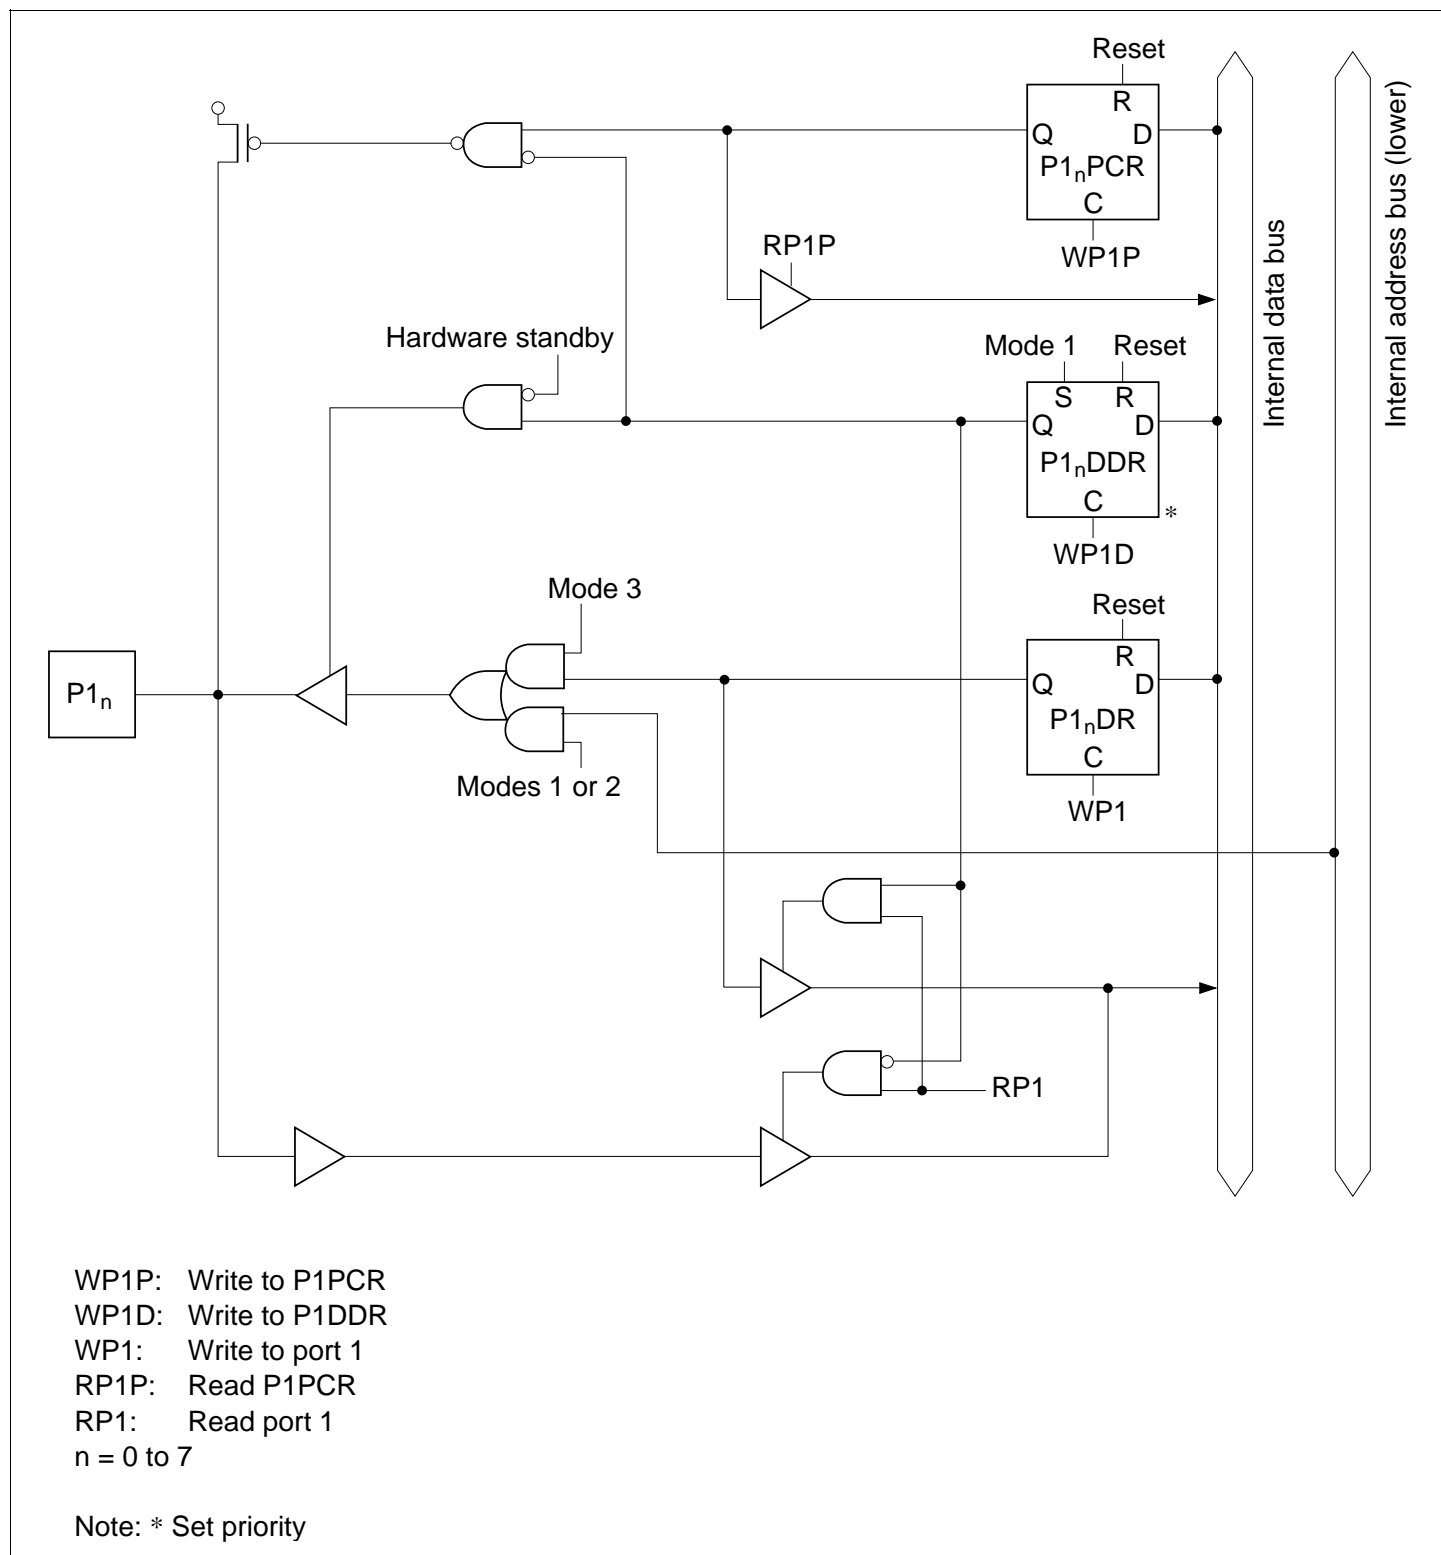 Reset
R
Q
D
P1nPCR
C
WP1P
RP1P
Internal data bus
Internal address bus (lower)
Hardware standby
Mode 1
Reset
S
R
Q
D
P1nDDR
C
*
WP1D
Mode 3
Reset
R
P1n
Q
D
P1nDR
C
Modes 1 or 2
WP1
RP1
WP1P: Write to P1PCR
WP1D: Write to P1DDR
WP1: Write to port 1
RP1P: Read P1PCR
RP1: Read port 1
n = 0 to 7
Note: * Set priority